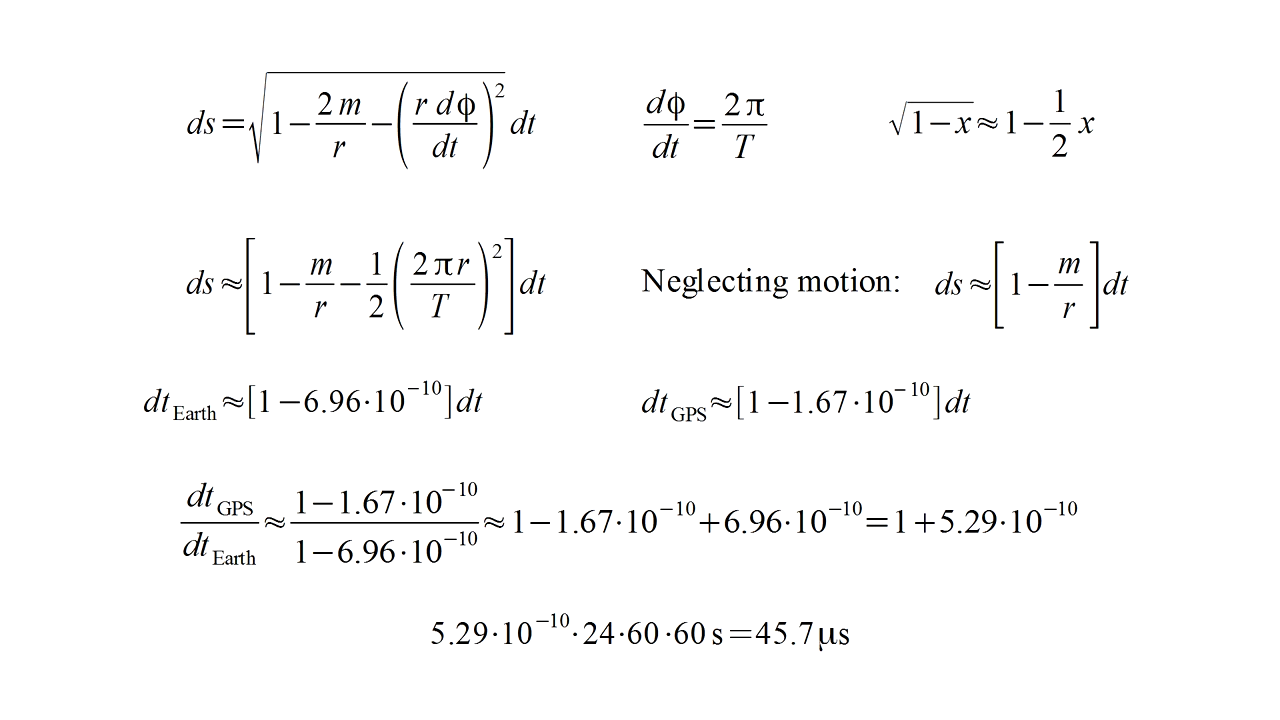 ds = √(1 − 2m/r − (r dϕ/dt)²) dt    dϕ/dt = 2π/T    √(1−x) ≈ 1 − 1/2 x
ds ≈ [1 − m/r − 1/2 (2πr/T)²] dt    Neglecting motion:    ds ≈ [1 − m/r] dt
dt_Earth ≈ [1 − 6.96·10⁻¹⁰] dt    dt_GPS ≈ [1 − 1.67·10⁻¹⁰] dt
dt_GPS/dt_Earth ≈ (1 − 1.67·10⁻¹⁰)/(1 − 6.96·10⁻¹⁰) ≈ 1 − 1.67·10⁻¹⁰ + 6.96·10⁻¹⁰ = 1 + 5.29·10⁻¹⁰
5.29·10⁻¹⁰·24·60·60 s = 45.7 μs